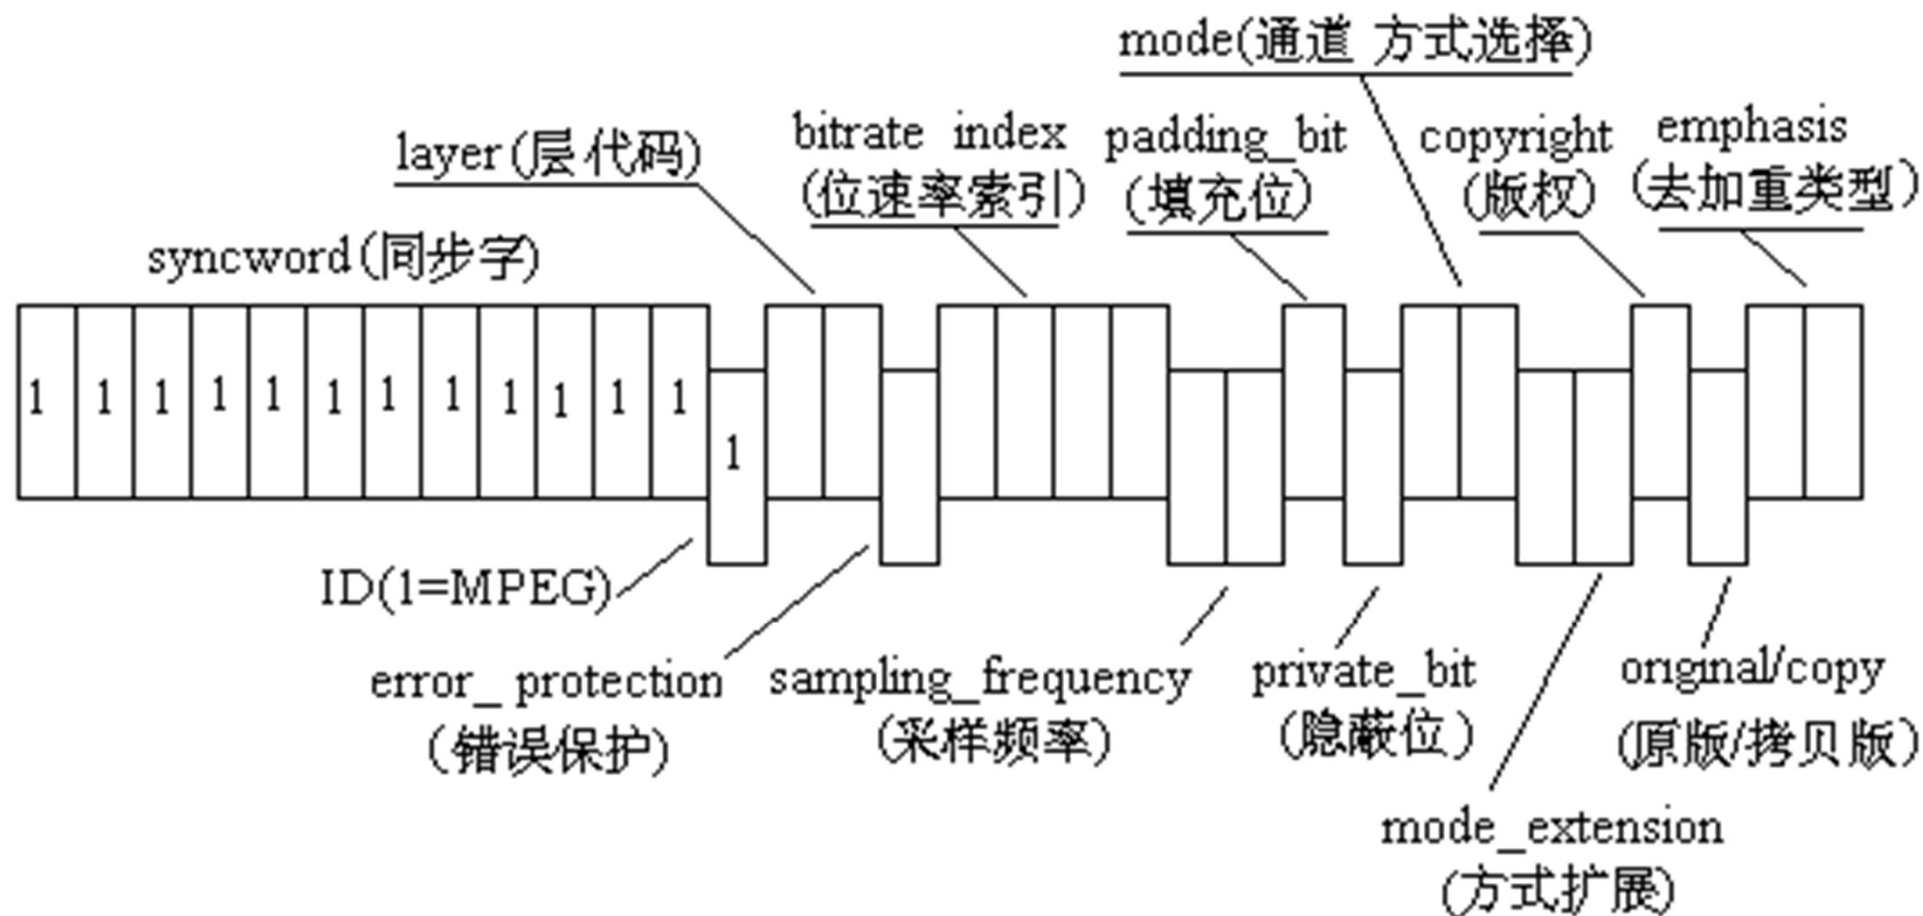 mode(通道 方式选择)
layer(层代码)
bitrate index
(位速率索引)
padding_bit
(填充位)
copyright
(版权)
emphasis
(去加重类型)
syncword(同步字)
1 1 1 1 1 1 1 1 1 1 1 1
1
ID(1=MPEG)
error_ protection
(错误保护)
sampling_frequency
(采样频率)
private_bit
(隐蔽位)
original/copy
(原版/拷贝版)
mode_extension
(方式扩展)